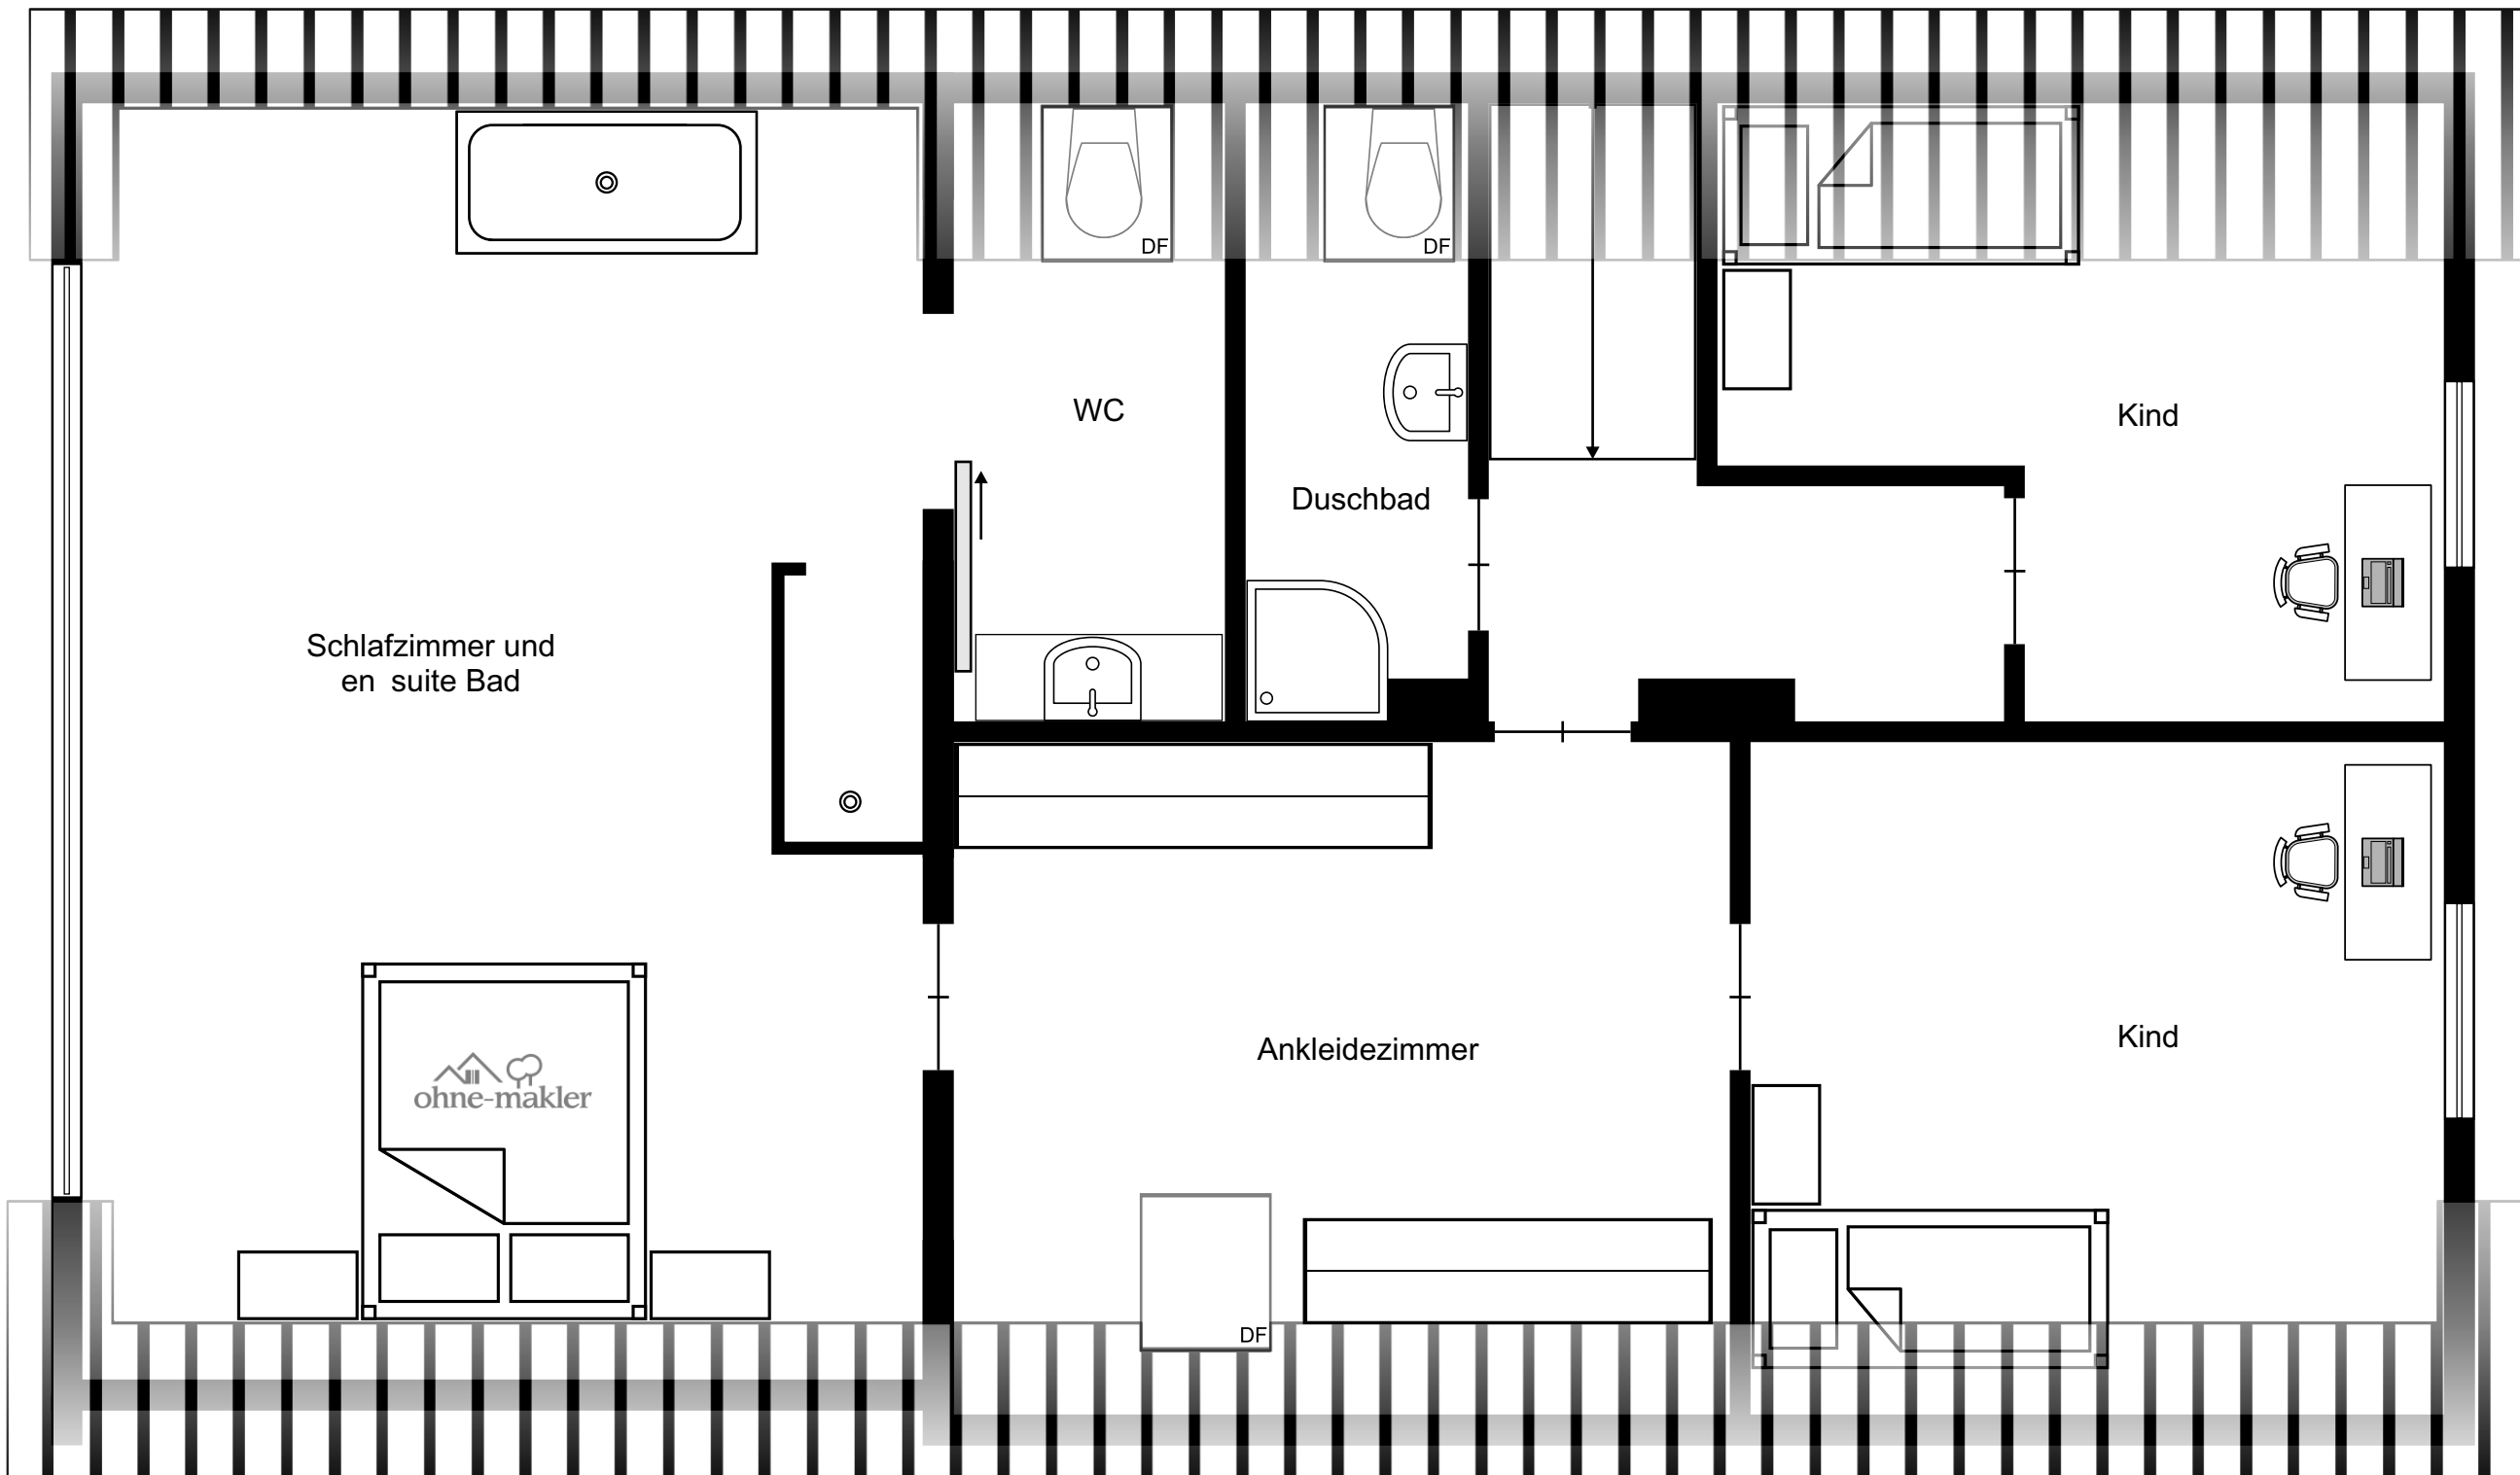 DF
DF
WC
Kind
Duschbad
Schlafzimmer und
en suite Bad
Ankleidezimmer
Kind
ohne-makler
DF